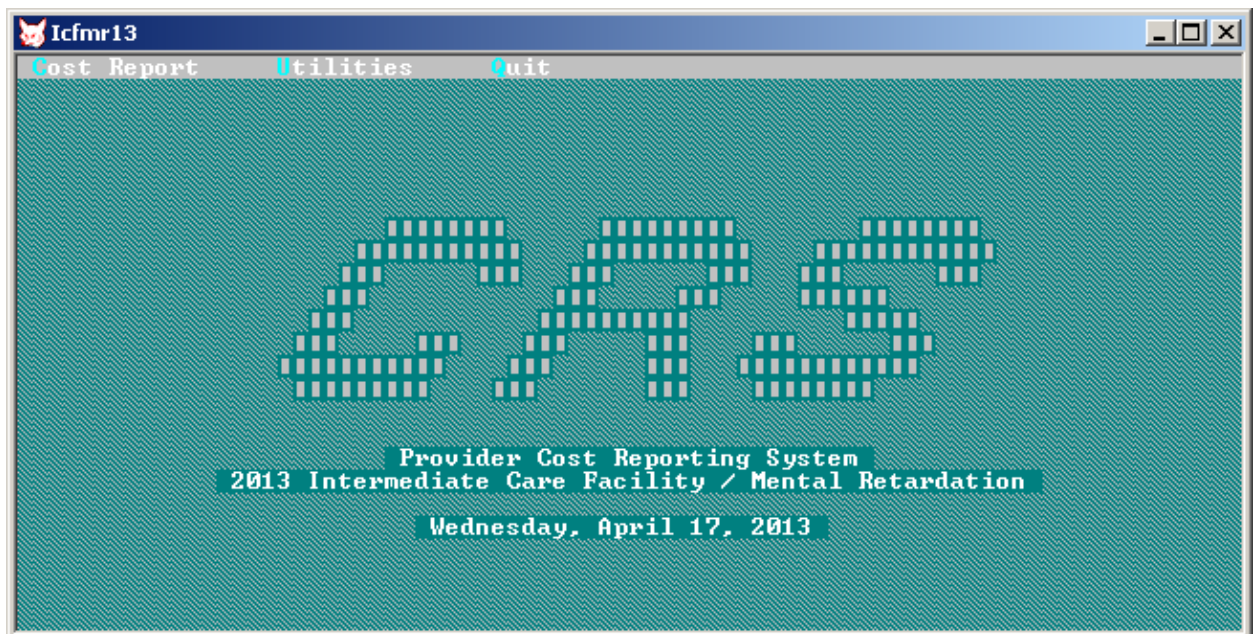 Icfmr13
Cost Report Utilities Quit
CRS
Provider Cost Reporting System
2013 Intermediate Care Facility / Mental Retardation
Wednesday, April 17, 2013